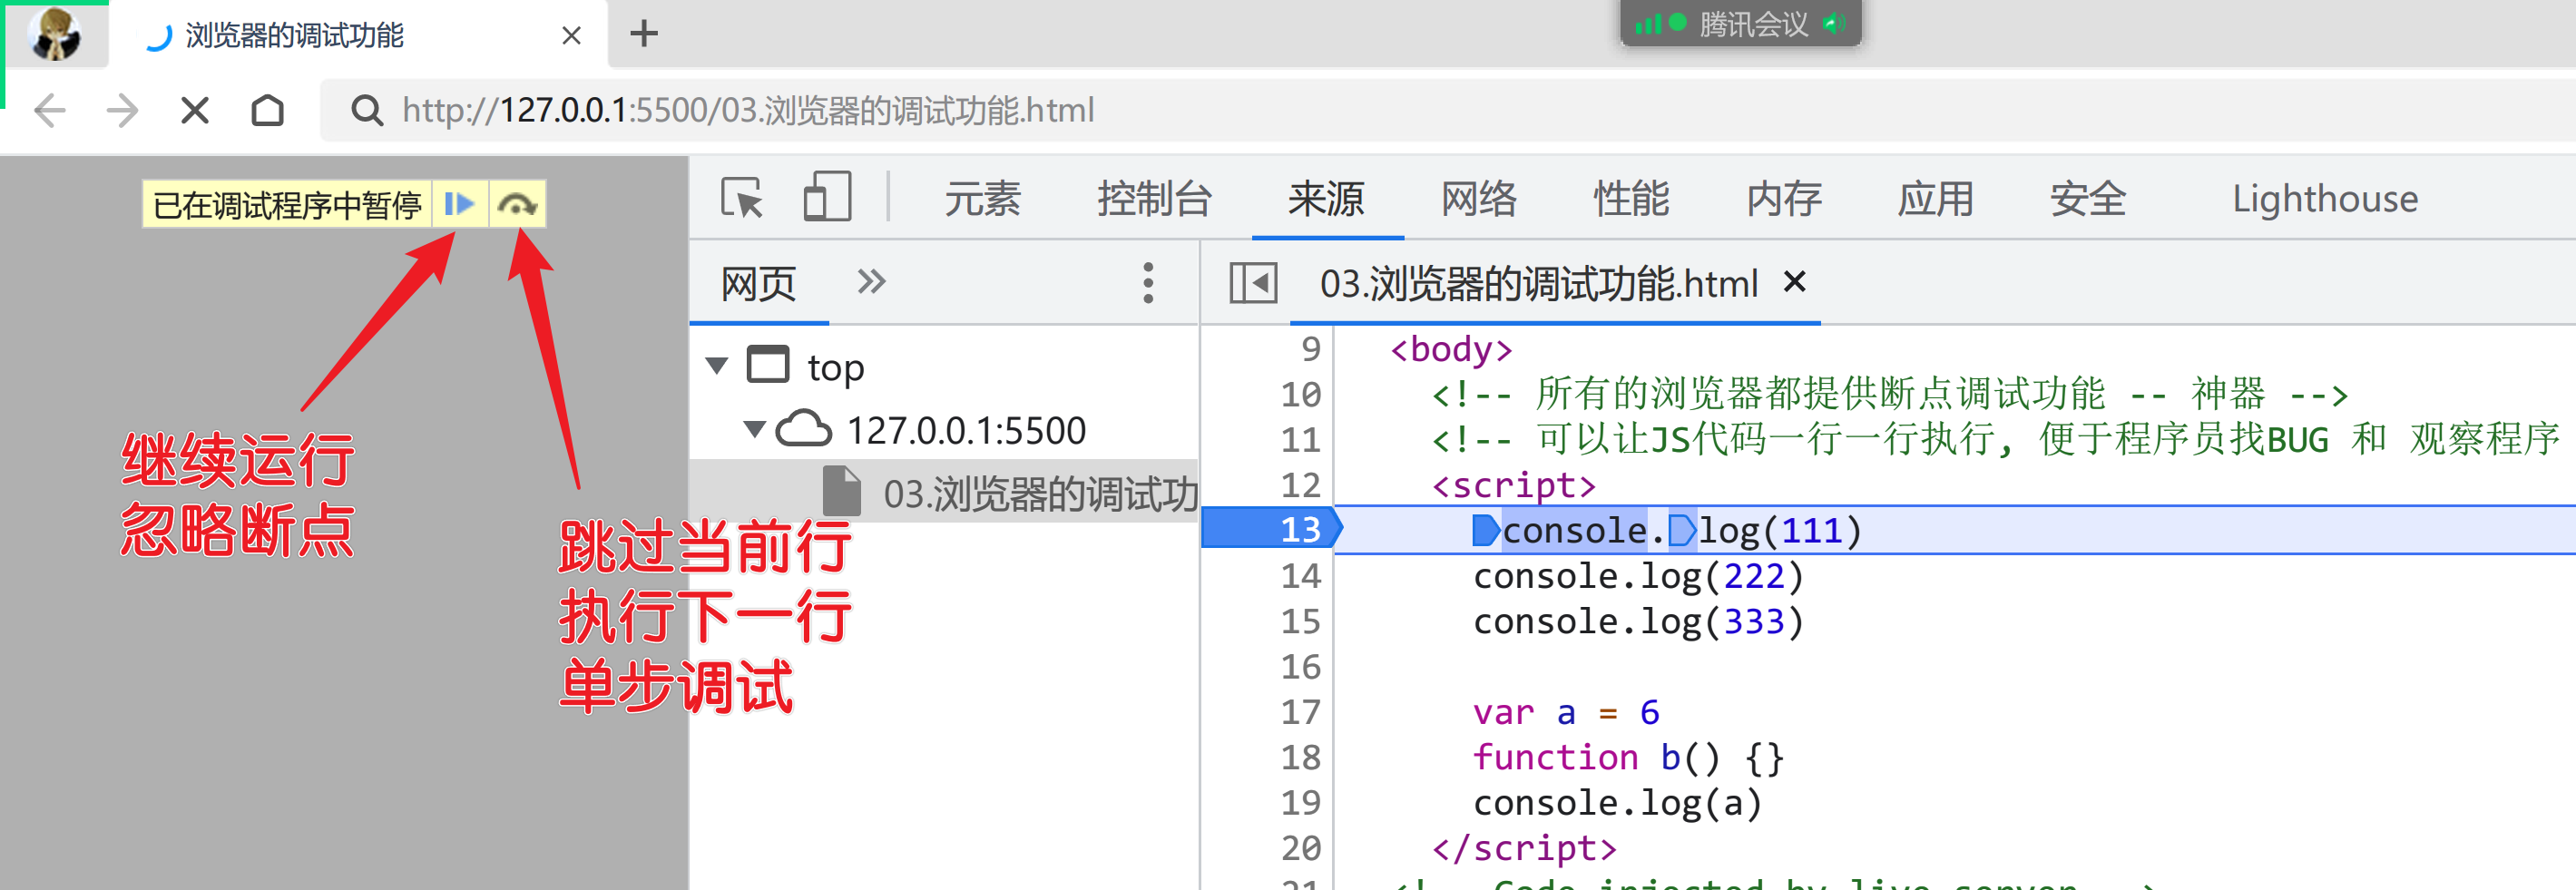 浏览器的调试功能
腾讯会议
http://127.0.0.1:5500/03.浏览器的调试功能.html
已在调试程序中暂停
元素 控制台 来源 网络 性能 内存 应用 安全 Lighthouse
网页
03.浏览器的调试功能.html
top
127.0.0.1:5500
03.浏览器的调试功
继续运行
忽略断点
跳过当前行
执行下一行
单步调试
9 <body>
10 <!-- 所有的浏览器都提供断点调试功能 -- 神器 -->
11 <!-- 可以让JS代码一行一行执行, 便于程序员找BUG 和 观察程序
12 <script>
13 console.log(111)
14 console.log(222)
15 console.log(333)
16
17 var a = 6
18 function b() {}
19 console.log(a)
20 </script>
21 <!-- Code injected by live-server -->